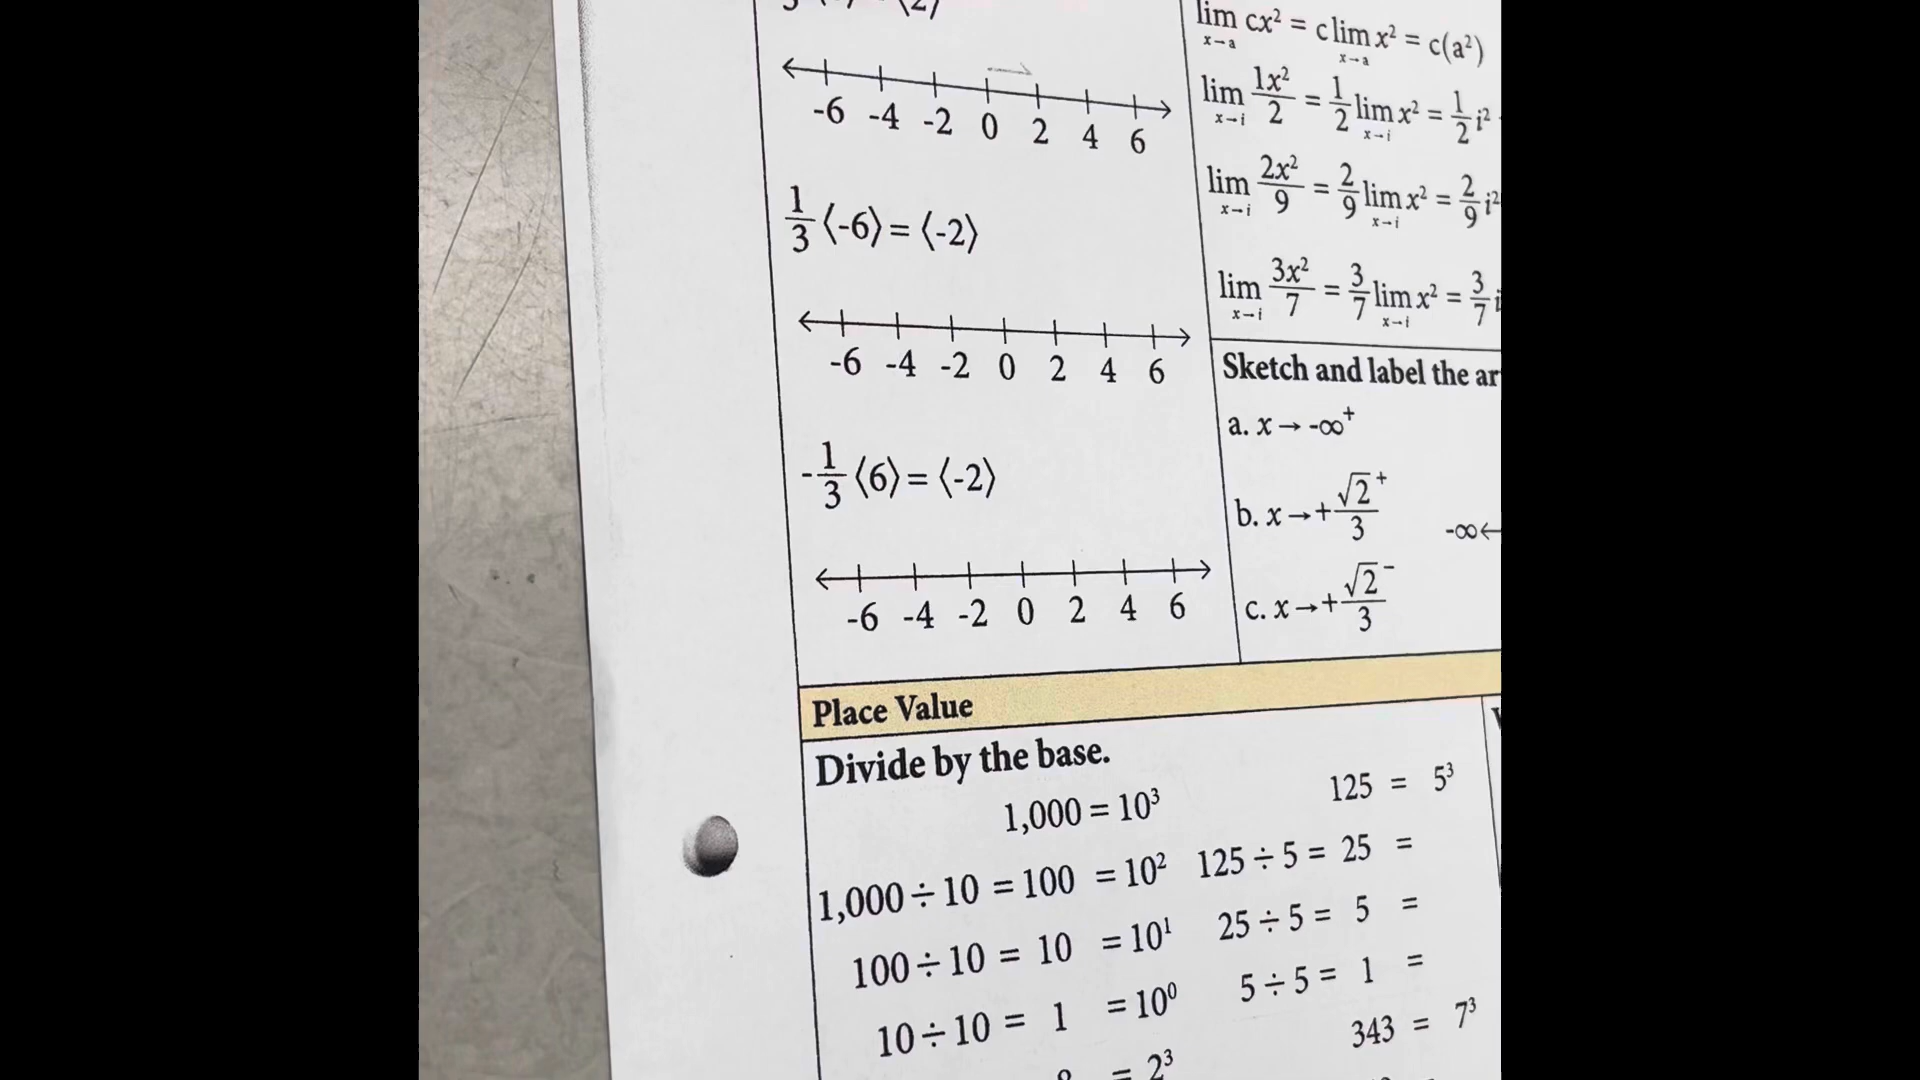 -6 -4 -2 0 2 4 6
1/3 ⟨-6⟩ = ⟨-2⟩
-6 -4 -2 0 2 4 6
-1/3 ⟨6⟩ = ⟨-2⟩
-6 -4 -2 0 2 4 6
lim x→a cx² = c lim x→a x² = c(a²)
lim x→i 1x²/2 = 1/2 lim x→i x² = 1/2 i²
lim x→i 2x²/9 = 2/9 lim x→i x² = 2/9 i²
lim x→i 3x²/7 = 3/7 lim x→i x² = 3/7 i
Sketch and label the
a. x → -∞⁺
b. x → +√2/3 ⁺
-∞←
c. x → +√2/3 ⁻
Place Value
Divide by the base.
1,000 = 10³
1,000 ÷ 10 = 100 = 10²
100 ÷ 10 = 10 = 10¹
10 ÷ 10 = 1 = 10⁰
= 2³
125 = 5³
125 ÷ 5 = 25 =
25 ÷ 5 = 5 =
5 ÷ 5 = 1 =
343 = 7³